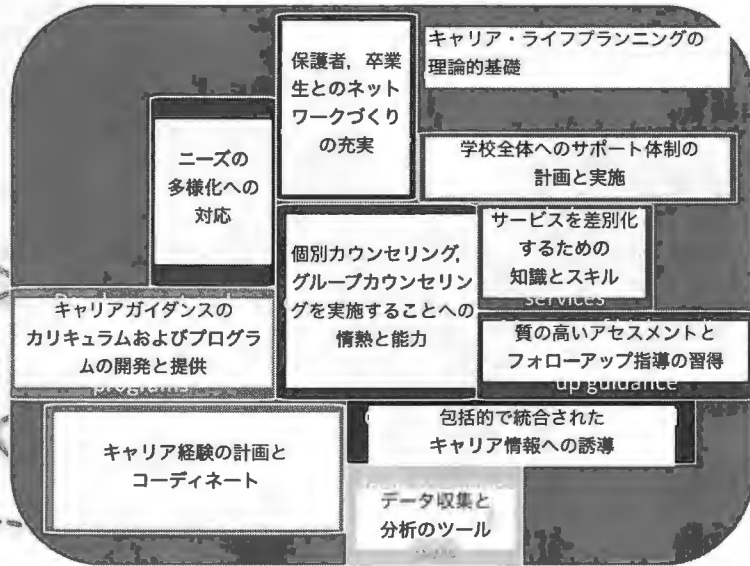 保護者，卒業
生とのネット
ワークづくり
の充実
キャリア・ライフプランニングの
理論的基礎
ニーズの
多様化への
対応
学校全体へのサポート体制の
計画と実施
個別カウンセリング，
グループカウンセリン
グを実施することへの
情熱と能力
サービスを差別化
するための
知識とスキル
services
キャリアガイダンスの
カリキュラムおよびプログラ
ムの開発と提供
programs
質の高いアセスメントと
フォローアップ指導の習得
up guidance
キャリア経験の計画と
コーディネート
包括的で統合された
キャリア情報への誘導
データ収集と
分析のツール